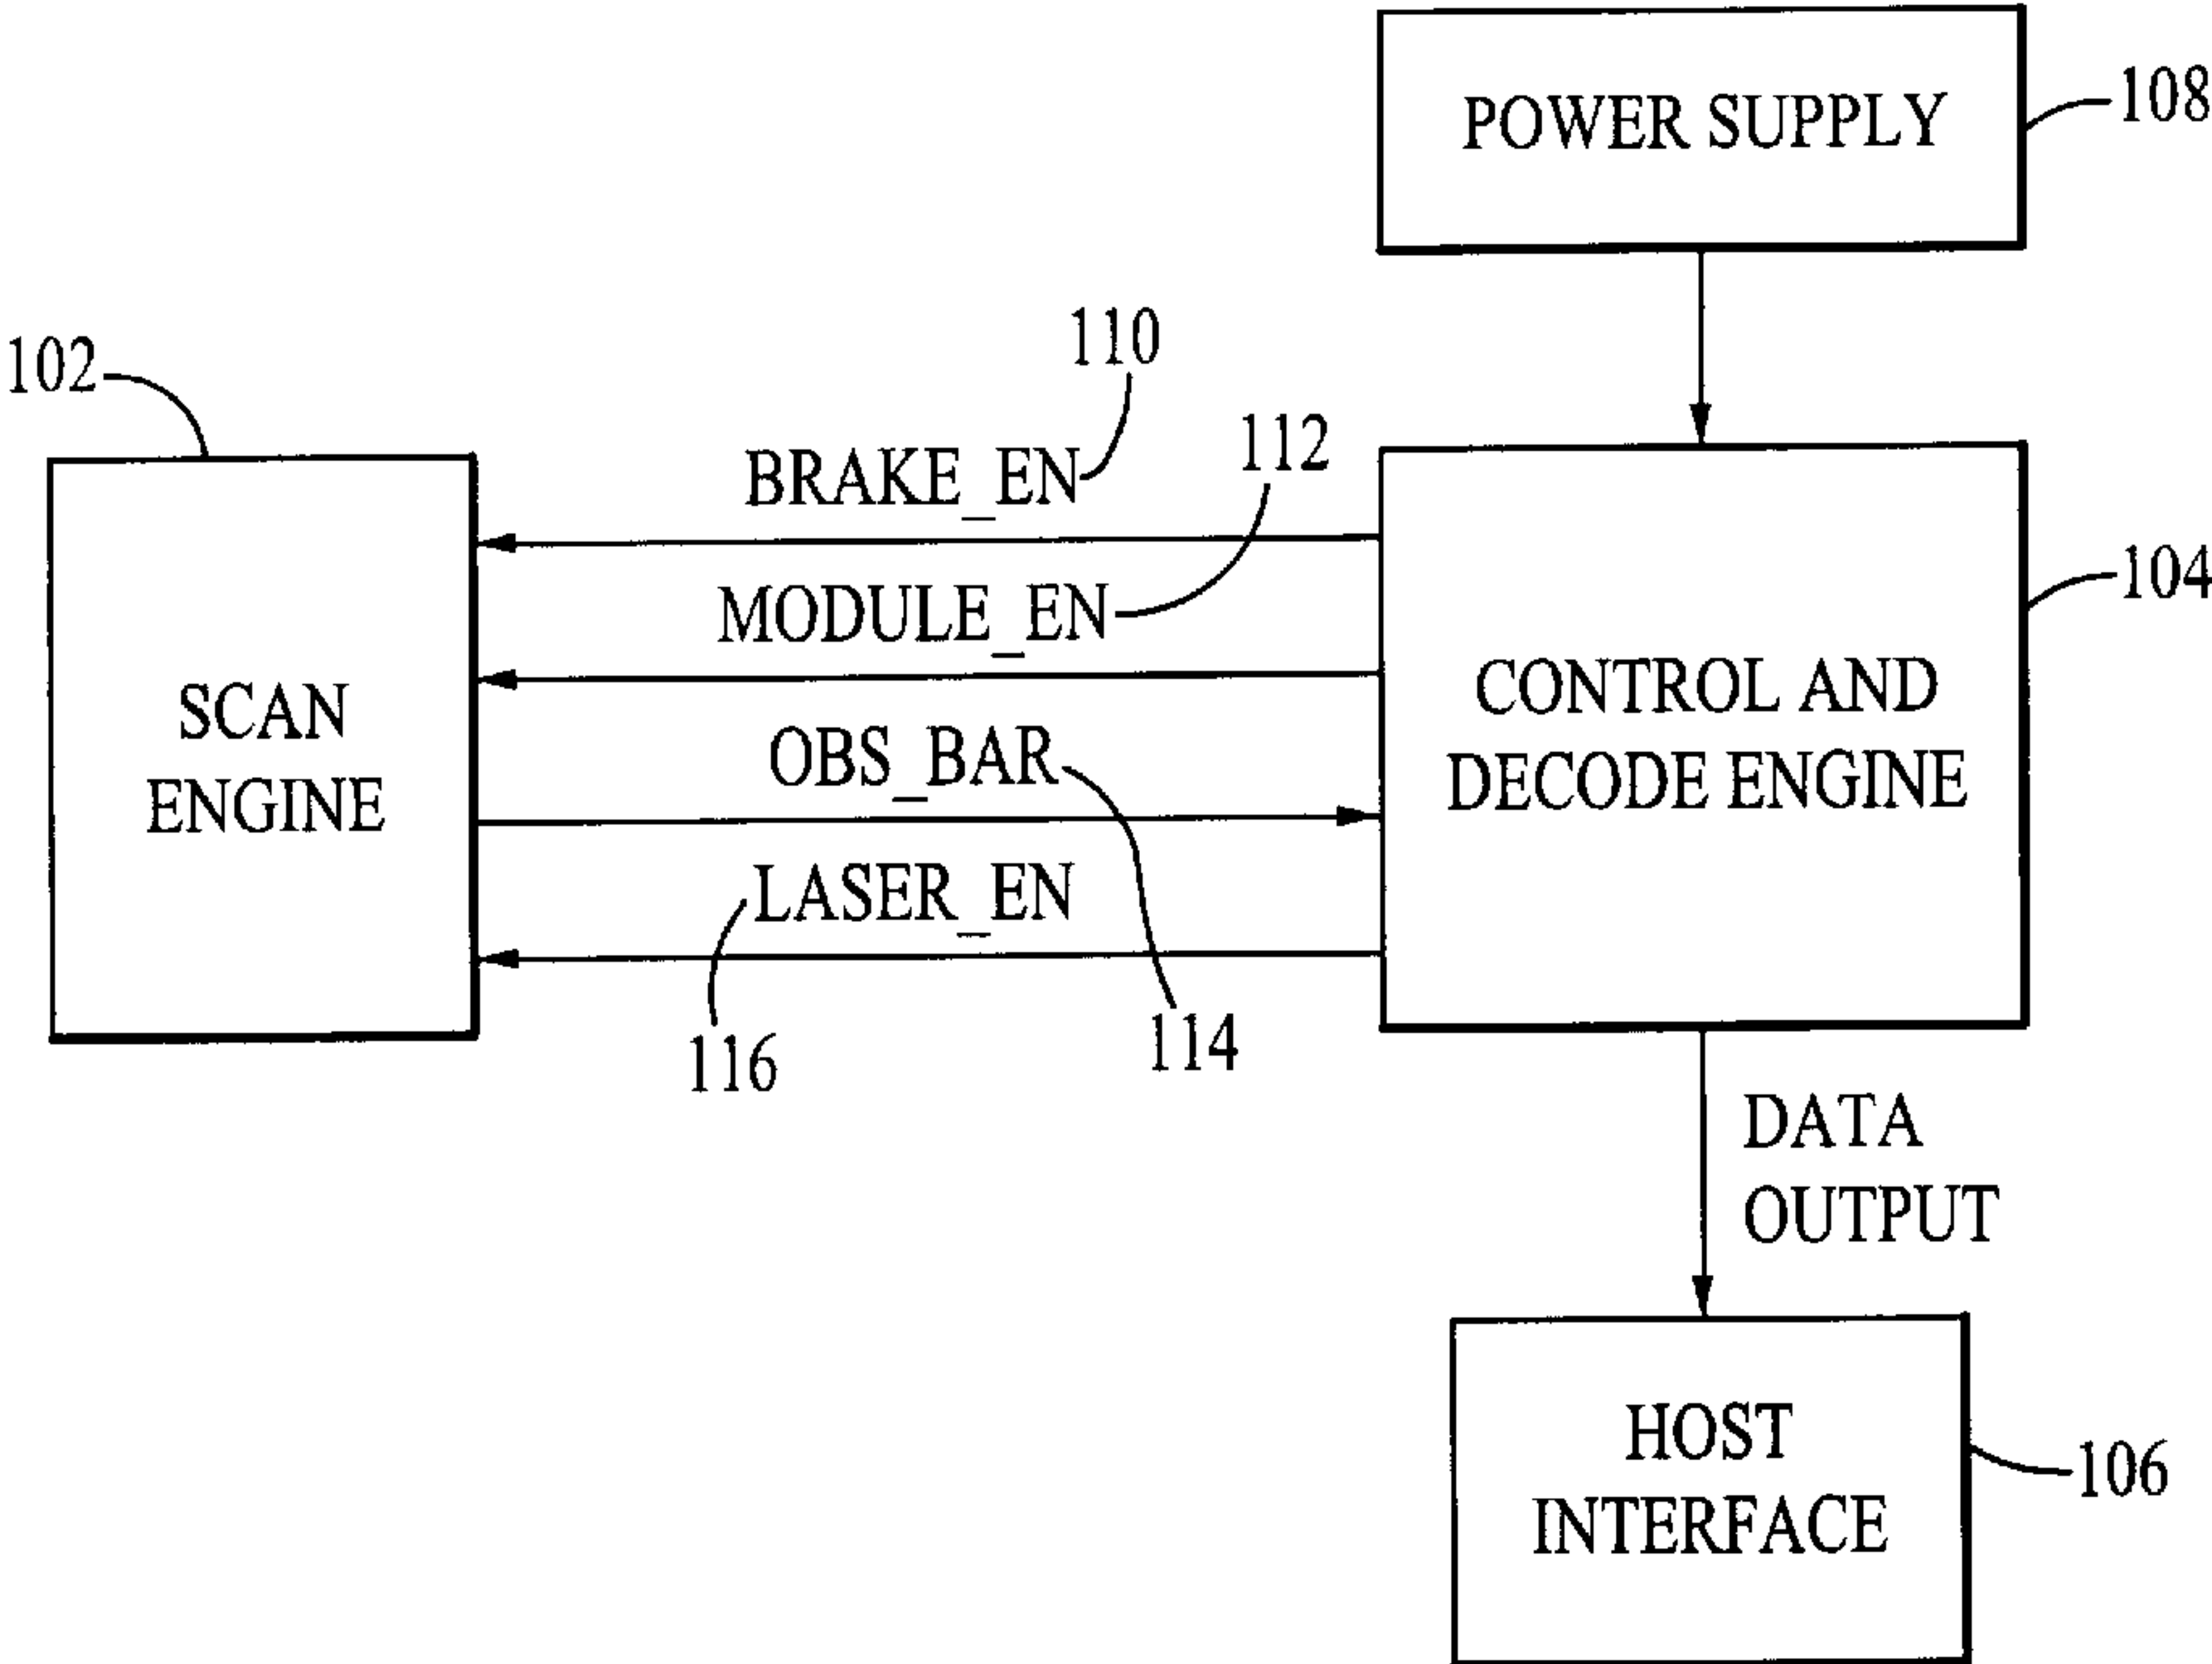 POWER SUPPLY
108
110
102
112
BRAKE_EN
MODULE_EN
104
SCAN
ENGINE
OBS_BAR
CONTROL AND
DECODE ENGINE
LASER_EN
114
116
DATA
OUTPUT
HOST
INTERFACE
106